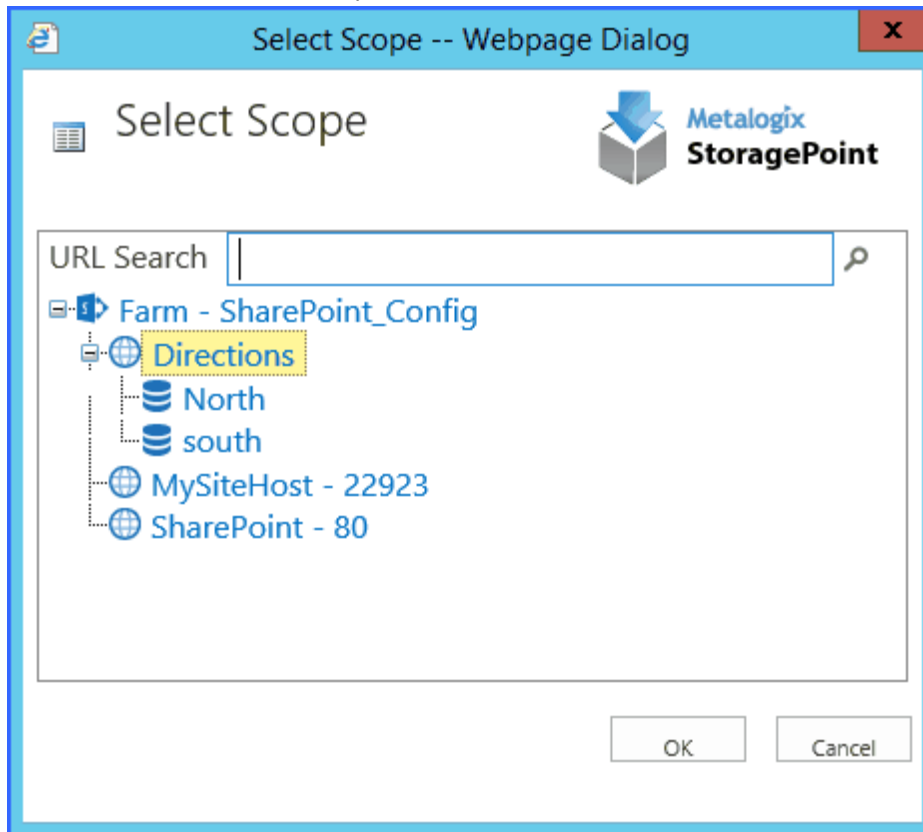 Select Scope -- Webpage Dialog
x
Select Scope
Metalogix
StoragePoint
URL Search
Farm - SharePoint_Config
Directions
North
south
MySiteHost - 22923
SharePoint - 80
OK
Cancel